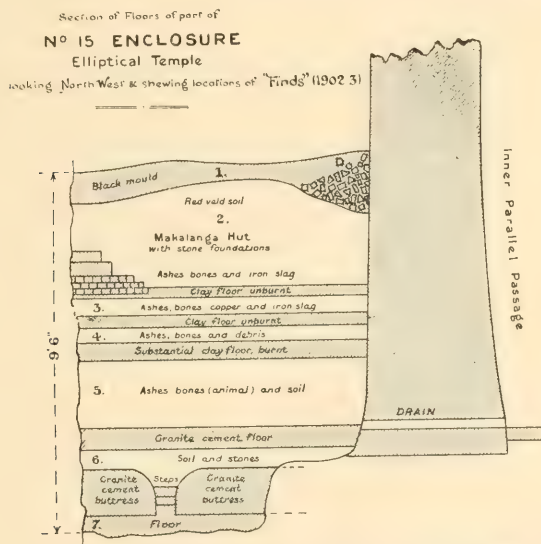 Section of Floors of part of
No 15 ENCLOSURE
Elliptical Temple
Looking North West & shewing locations of "Finds" (1902 3)
Black mould
1.
Red veld soil
2.
Makalanga Hut
with stone foundations
Ashes bones and iron slag
Clay floor unburnt
3. Ashes, bones copper and iron slag
Clay floor unburnt
4. Ashes, bones and debris
Substantial clay floor, burnt
5. Ashes bones (animal) and soil
Granite cement floor
6. Soil and stones
Granite cement buttress
Steps
Granite cement buttress
7. Floor
9'6"
DRAIN
Inner Parallel Passage